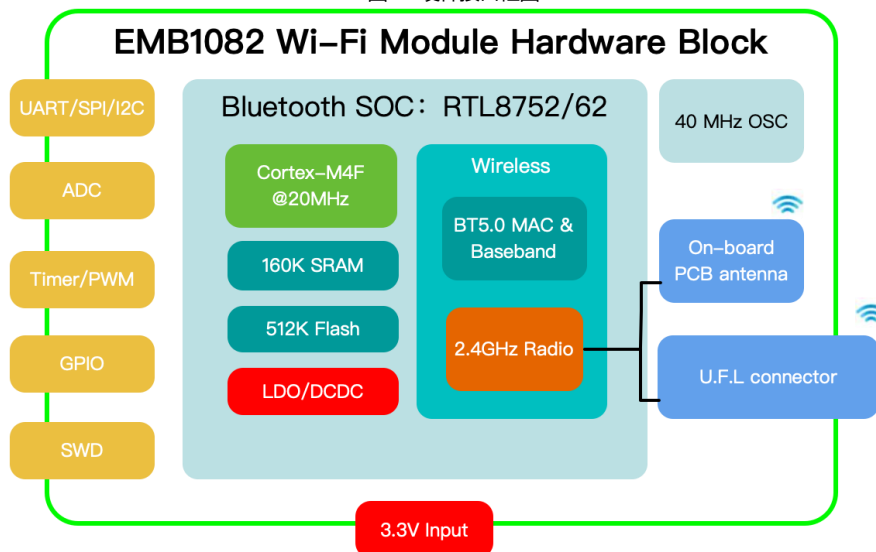 EMB1082 Wi-Fi Module Hardware Block
UART/SPI/I2C
ADC
Timer/PWM
GPIO
SWD
Bluetooth SOC：RTL8752/62
Cortex-M4F
@20MHz
160K SRAM
512K Flash
LDO/DCDC
Wireless
BT5.0 MAC &
Baseband
2.4GHz Radio
40 MHz OSC
On-board
PCB antenna
U.F.L connector
3.3V Input